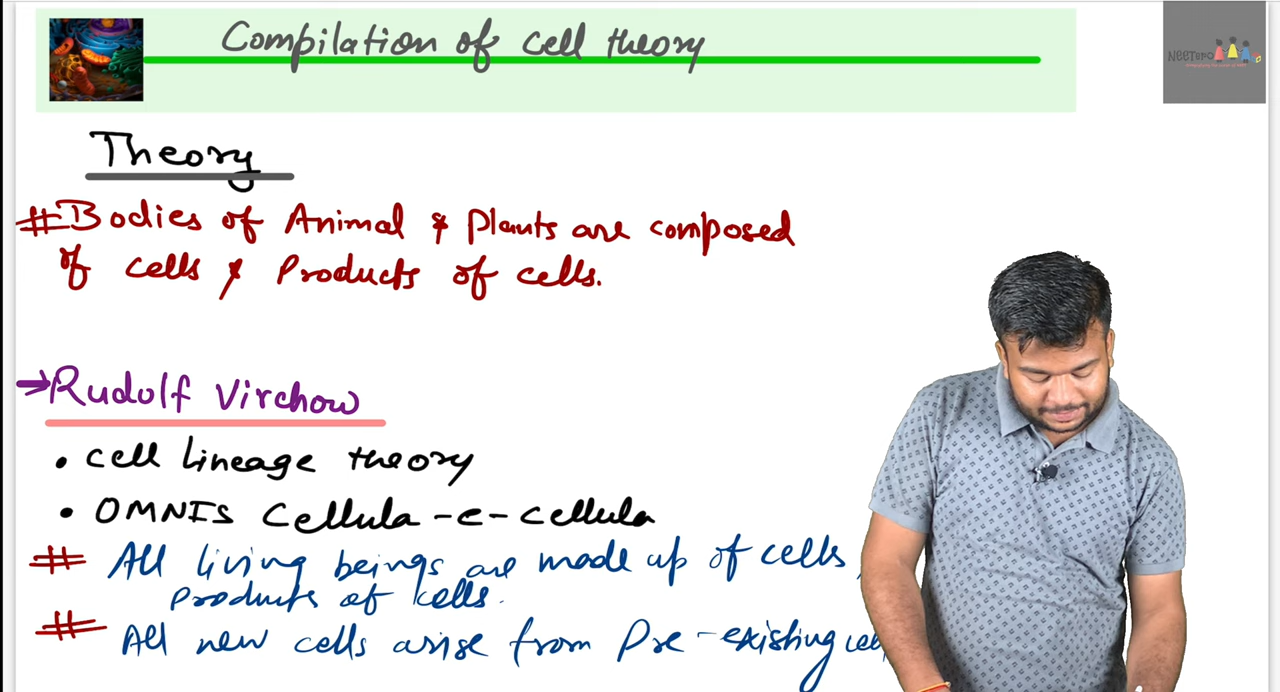 Compilation of cell theory
NEETopo
Theory
# Bodies of Animal & Plants are composed
of cells & Products of cells.
→ Rudolf Virchow
• cell lineage theory
• OMNIS cellula-e-cellula
# All living beings are made up of cells,
products of cells.
# All new cells arise from Pre-existing